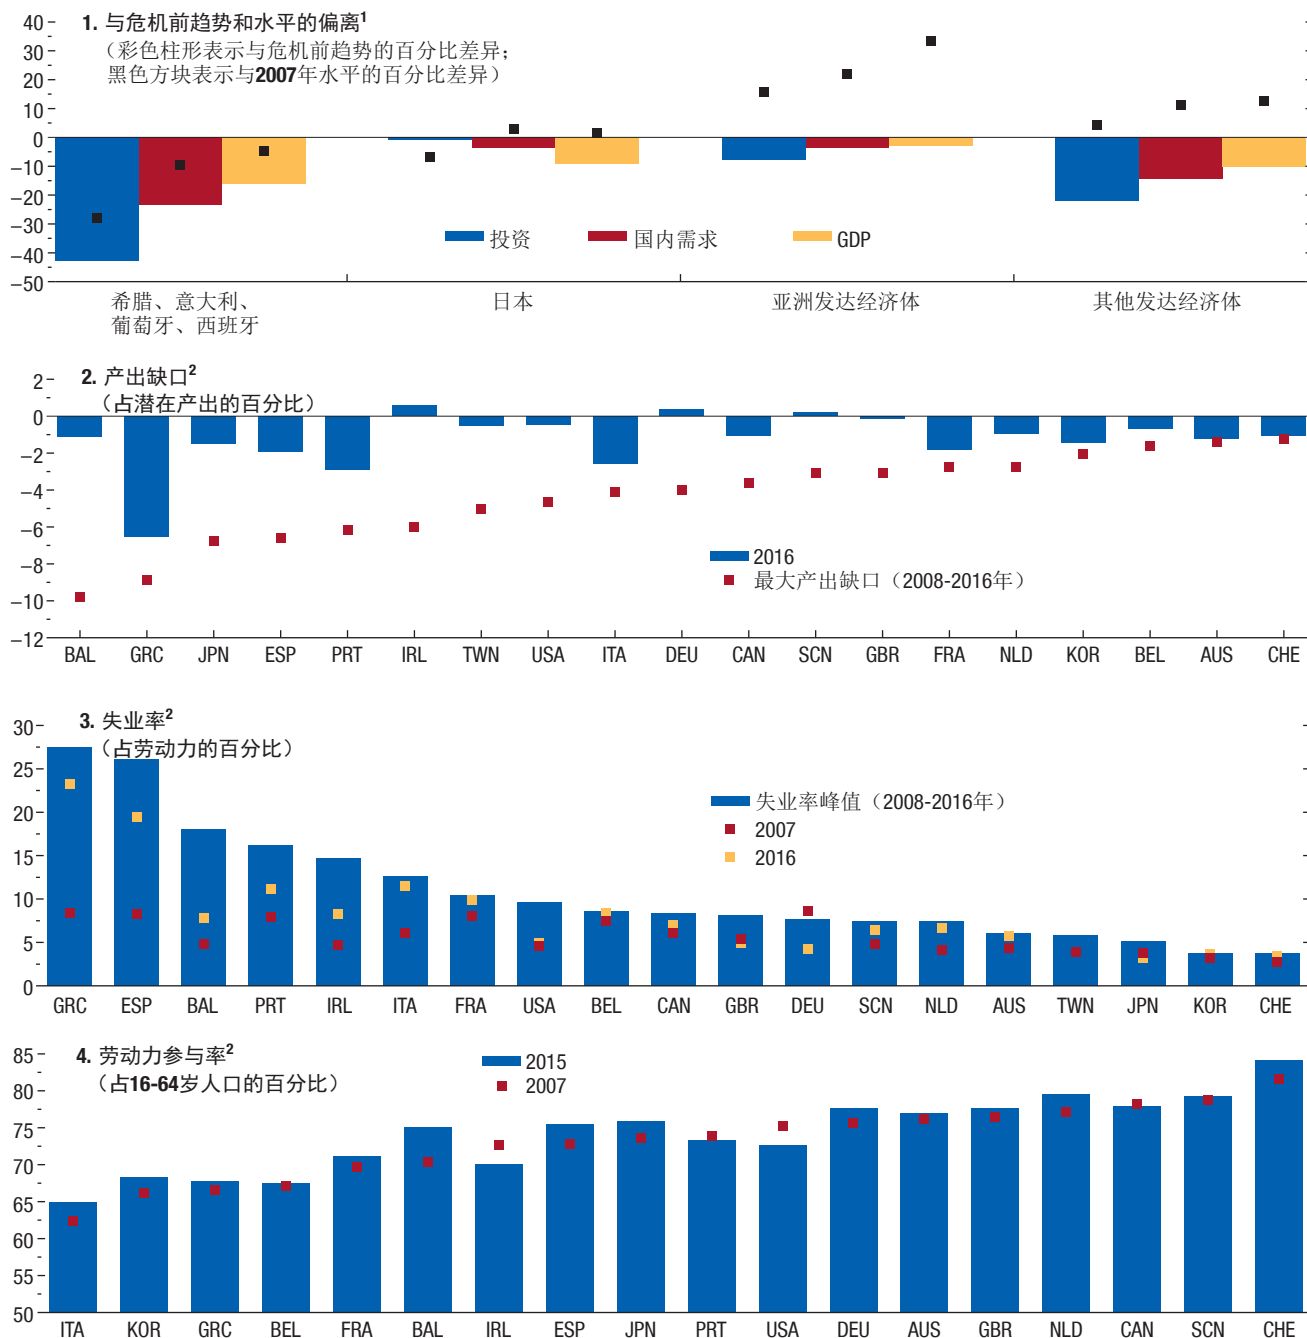 1. 与危机前趋势和水平的偏离1
（彩色柱形表示与危机前趋势的百分比差异；
黑色方块表示与2007年水平的百分比差异）
40
30
20
10
0
–10
–20
–30
–40
–50
投资 国内需求 GDP
希腊、意大利、 日本 亚洲发达经济体 其他发达经济体
葡萄牙、西班牙
2. 产出缺口2
（占潜在产出的百分比）
2
0
–2
–4
–6
–8
–10
–12
2016
最大产出缺口（2008-2016年）
BAL GRC JPN ESP PRT IRL TWN USA ITA DEU CAN SCN GBR FRA NLD KOR BEL AUS CHE
3. 失业率2
（占劳动力的百分比）
30
25
20
15
10
5
0
失业率峰值（2008-2016年）
2007
2016
GRC ESP BAL PRT IRL ITA FRA USA BEL CAN GBR DEU SCN NLD AUS TWN JPN KOR CHE
4. 劳动力参与率2
（占16-64岁人口的百分比）
85
80
75
70
65
60
55
50
2015
2007
ITA KOR GRC BEL FRA BAL IRL ESP JPN PRT USA DEU AUS GBR NLD CAN SCN CHE